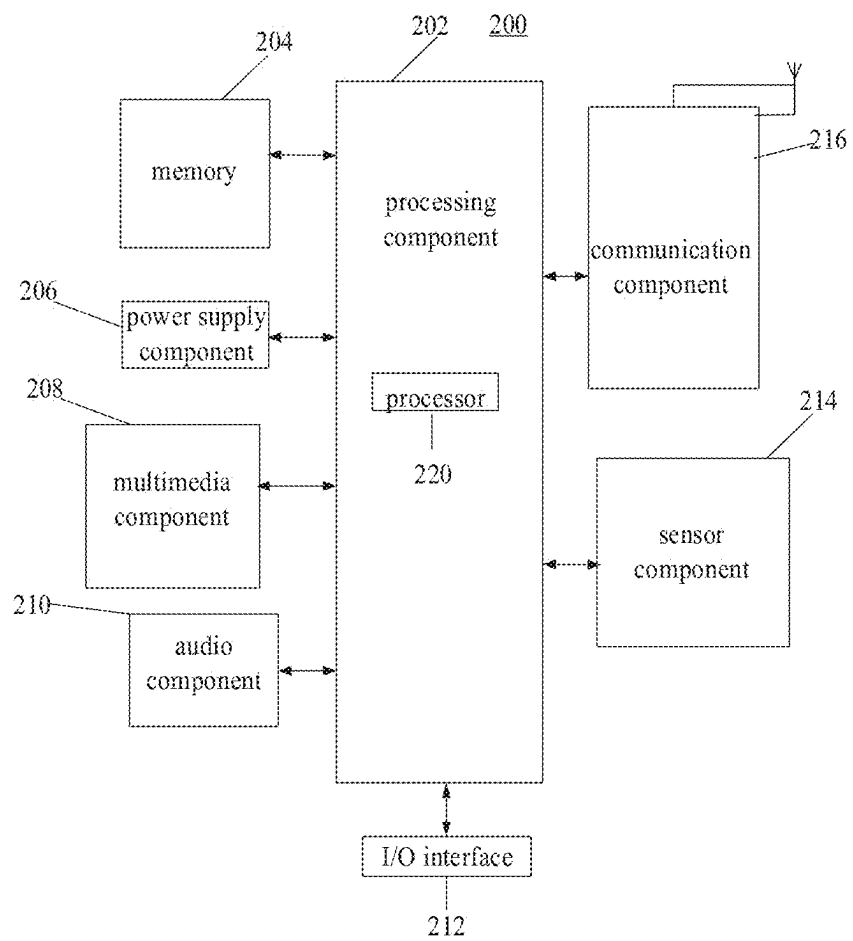 202
200
204
216
memory
processing
component
communication
component
206
power supply
component
208
processor
214
220
multimedia
component
sensor
component
210
audio
component
I/O interface
212